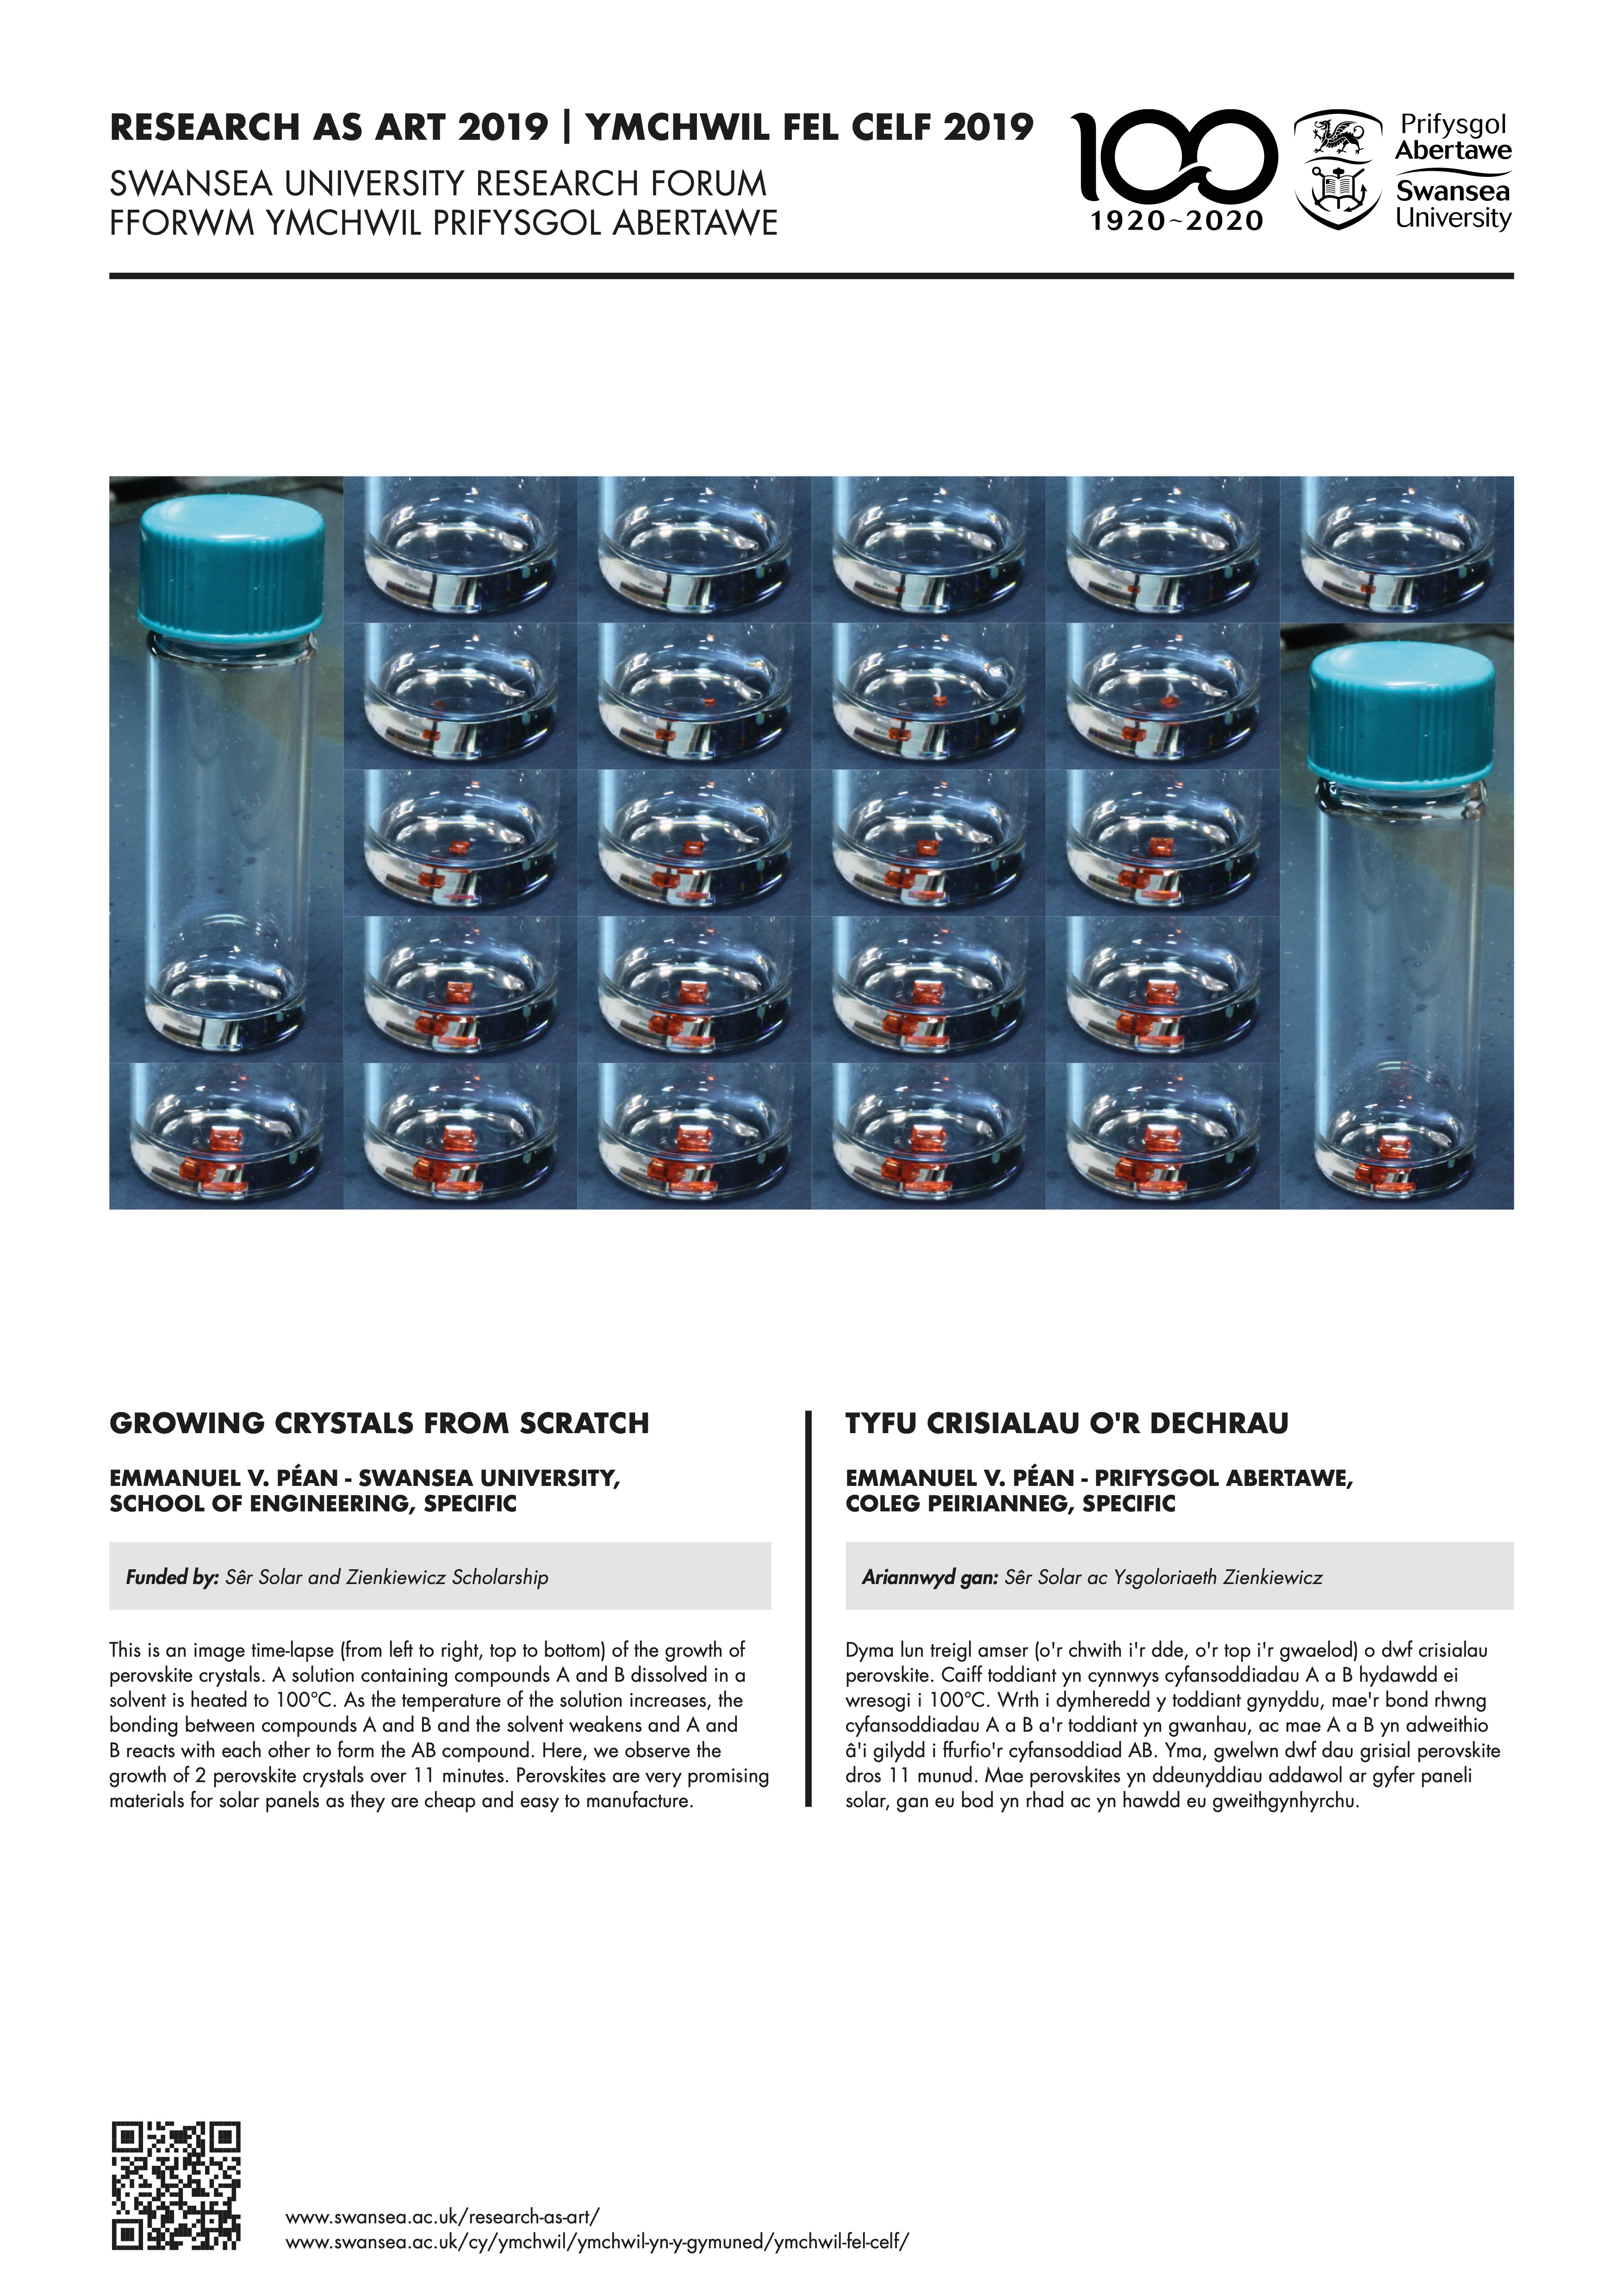 RESEARCH AS ART 2019 | YMCHWIL FEL CELF 2019
SWANSEA UNIVERSITY RESEARCH FORUM
FFORWM YMCHWIL PRIFYSGOL ABERTAWE
100
1920~2020
Prifysgol
Abertawe
Swansea
University
GROWING CRYSTALS FROM SCRATCH
EMMANUEL V. PÉAN - SWANSEA UNIVERSITY,
SCHOOL OF ENGINEERING, SPECIFIC
Funded by: Sêr Solar and Zienkiewicz Scholarship
This is an image time-lapse (from left to right, top to bottom) of the growth of
perovskite crystals. A solution containing compounds A and B dissolved in a
solvent is heated to 100°C. As the temperature of the solution increases, the
bonding between compounds A and B and the solvent weakens and A and
B reacts with each other to form the AB compound. Here, we observe the
growth of 2 perovskite crystals over 11 minutes. Perovskites are very promising
materials for solar panels as they are cheap and easy to manufacture.
TYFU CRISIALAU O'R DECHRAU
EMMANUEL V. PÉAN - PRIFYSGOL ABERTAWE,
COLEG PEIRIANNEG, SPECIFIC
Ariannwyd gan: Sêr Solar ac Ysgoloriaeth Zienkiewicz
Dyma lun treigl amser (o'r chwith i'r dde, o'r top i'r gwaelod) o dwf crisialau
perovskite. Caiff toddiant yn cynnwys cyfansoddiadau A a B hydawdd ei
wresogi i 100°C. Wrth i dymheredd y toddiant gynyddu, mae'r bond rhwng
cyfansoddiadau A a B a'r toddiant yn gwanhau, ac mae A a B yn adweithio
â'i gilydd i ffurfio'r cyfansoddiad AB. Yma, gwelwn dwf dau grisial perovskite
dros 11 munud. Mae perovskites yn ddeunyddiau addawol ar gyfer paneli
solar, gan eu bod yn rhad ac yn hawdd eu gweithgynhyrchu.
www.swansea.ac.uk/research-as-art/
www.swansea.ac.uk/cy/ymchwil/ymchwil-yn-y-gymuned/ymchwil-fel-celf/